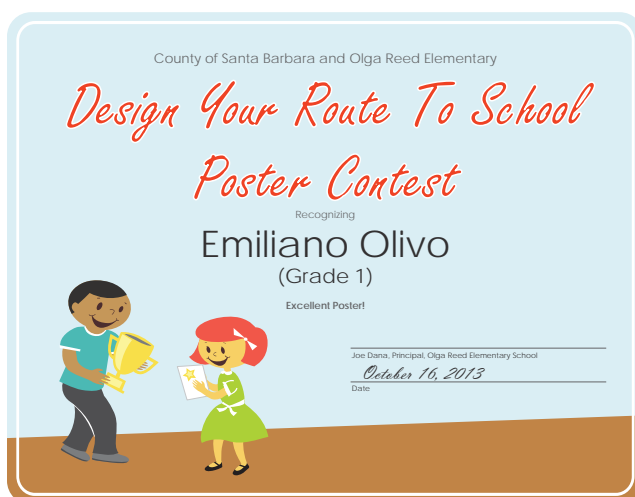 County of Santa Barbara and Olga Reed Elementary
Design Your Route To School
Poster Contest
Recognizing
Emiliano Olivo
(Grade 1)
Excellent Poster!
Joe Dana, Principal, Olga Reed Elementary School
October 16, 2013
Date